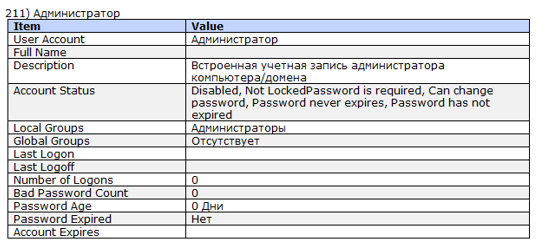 211) Администратор
Item Value
User Account Администратор
Full Name
Description Встроенная учетная запись администратора
компьютера/домена
Account Status Disabled, Not LockedPassword is required, Can change
password, Password never expires, Password has not
expired
Local Groups Администраторы
Global Groups Отсутствует
Last Logon
Last Logoff
Number of Logons 0
Bad Password Count 0
Password Age 0 Дни
Password Expired Нет
Account Expires